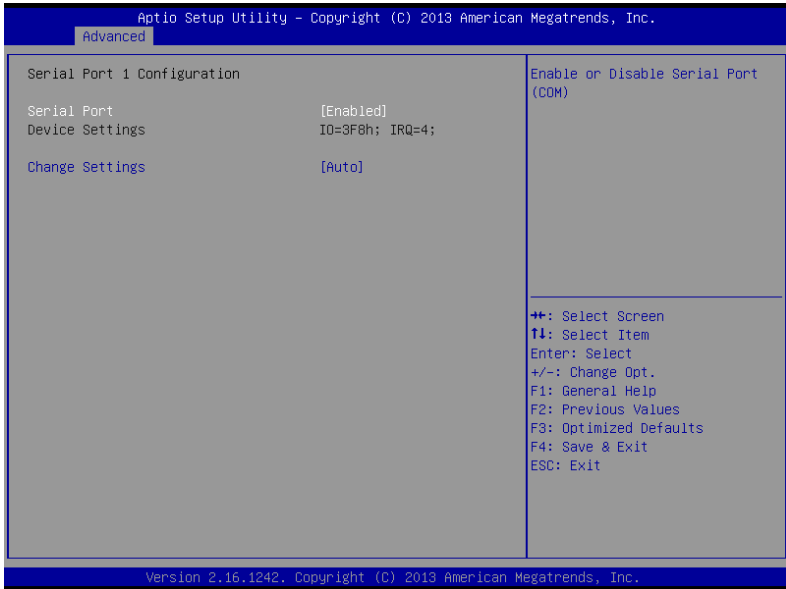 Aptio Setup Utility – Copyright (C) 2013 American Megatrends, Inc.
Advanced
Serial Port 1 Configuration
Serial Port [Enabled]
Device Settings IO=3F8h; IRQ=4;
Change Settings [Auto]
Enable or Disable Serial Port
(COM)
→←: Select Screen
↑↓: Select Item
Enter: Select
+/-: Change Opt.
F1: General Help
F2: Previous Values
F3: Optimized Defaults
F4: Save & Exit
ESC: Exit
Version 2.16.1242. Copyright (C) 2013 American Megatrends, Inc.